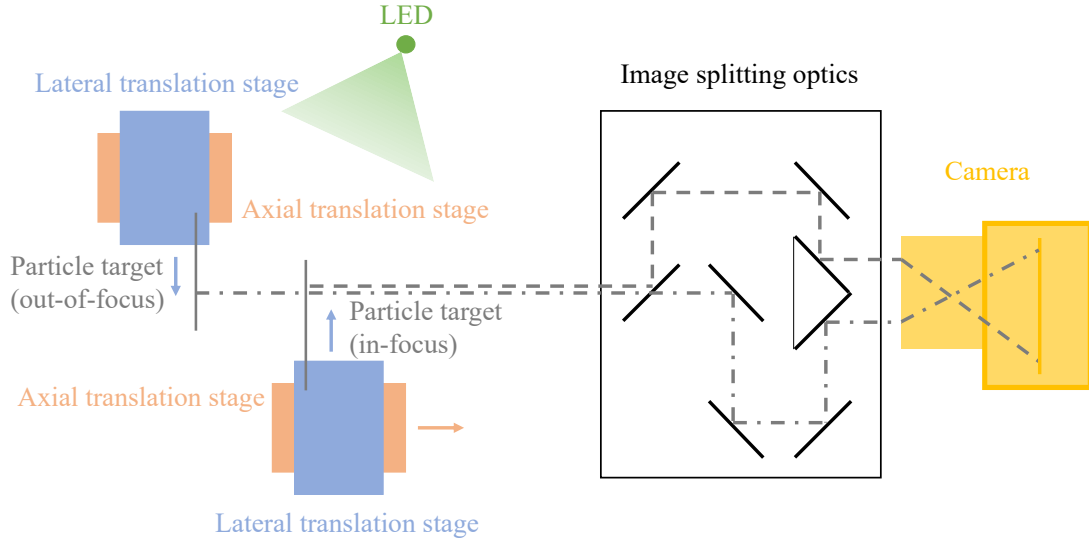 LED
Lateral translation stage
Image splitting optics
Camera
Axial translation stage
Particle target
(out-of-focus)
Particle target
(in-focus)
Axial translation stage
Lateral translation stage